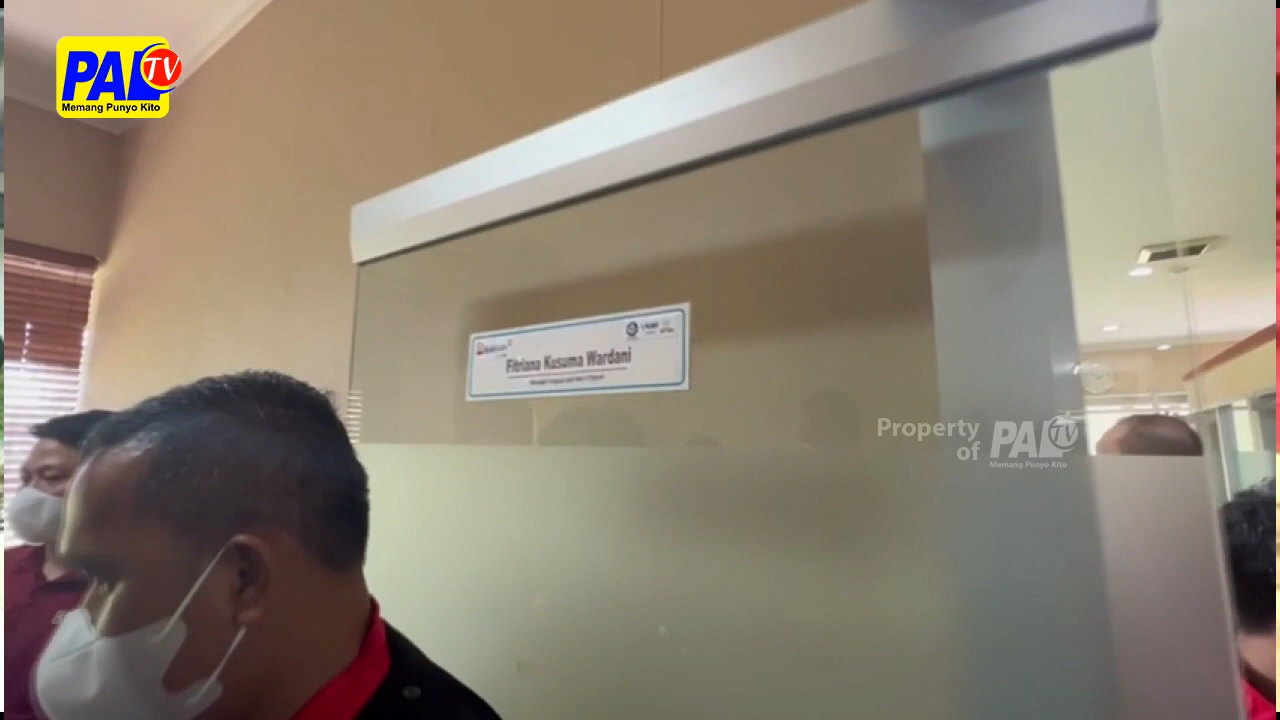 PAL TV
Memang Punyo Kito
Fitriana Kusuma Wardani
Property
of PAL TV
Memang Punyo Kito